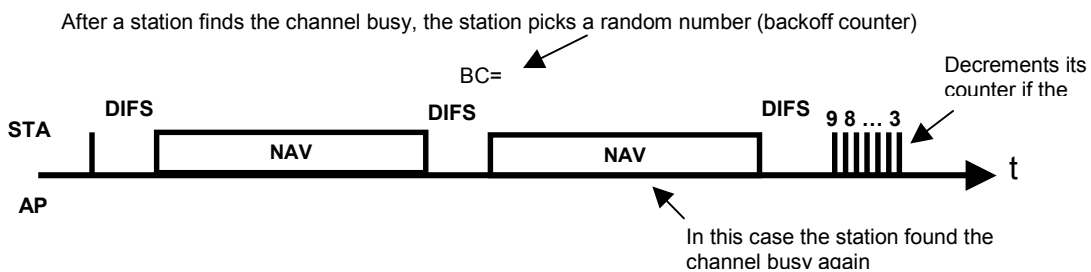 After a station finds the channel busy, the station picks a random number (backoff counter)
BC=
Decrements its
counter if the
DIFS
DIFS
DIFS
9 8 ... 3
STA
NAV
NAV
t
AP
In this case the station found the
channel busy again